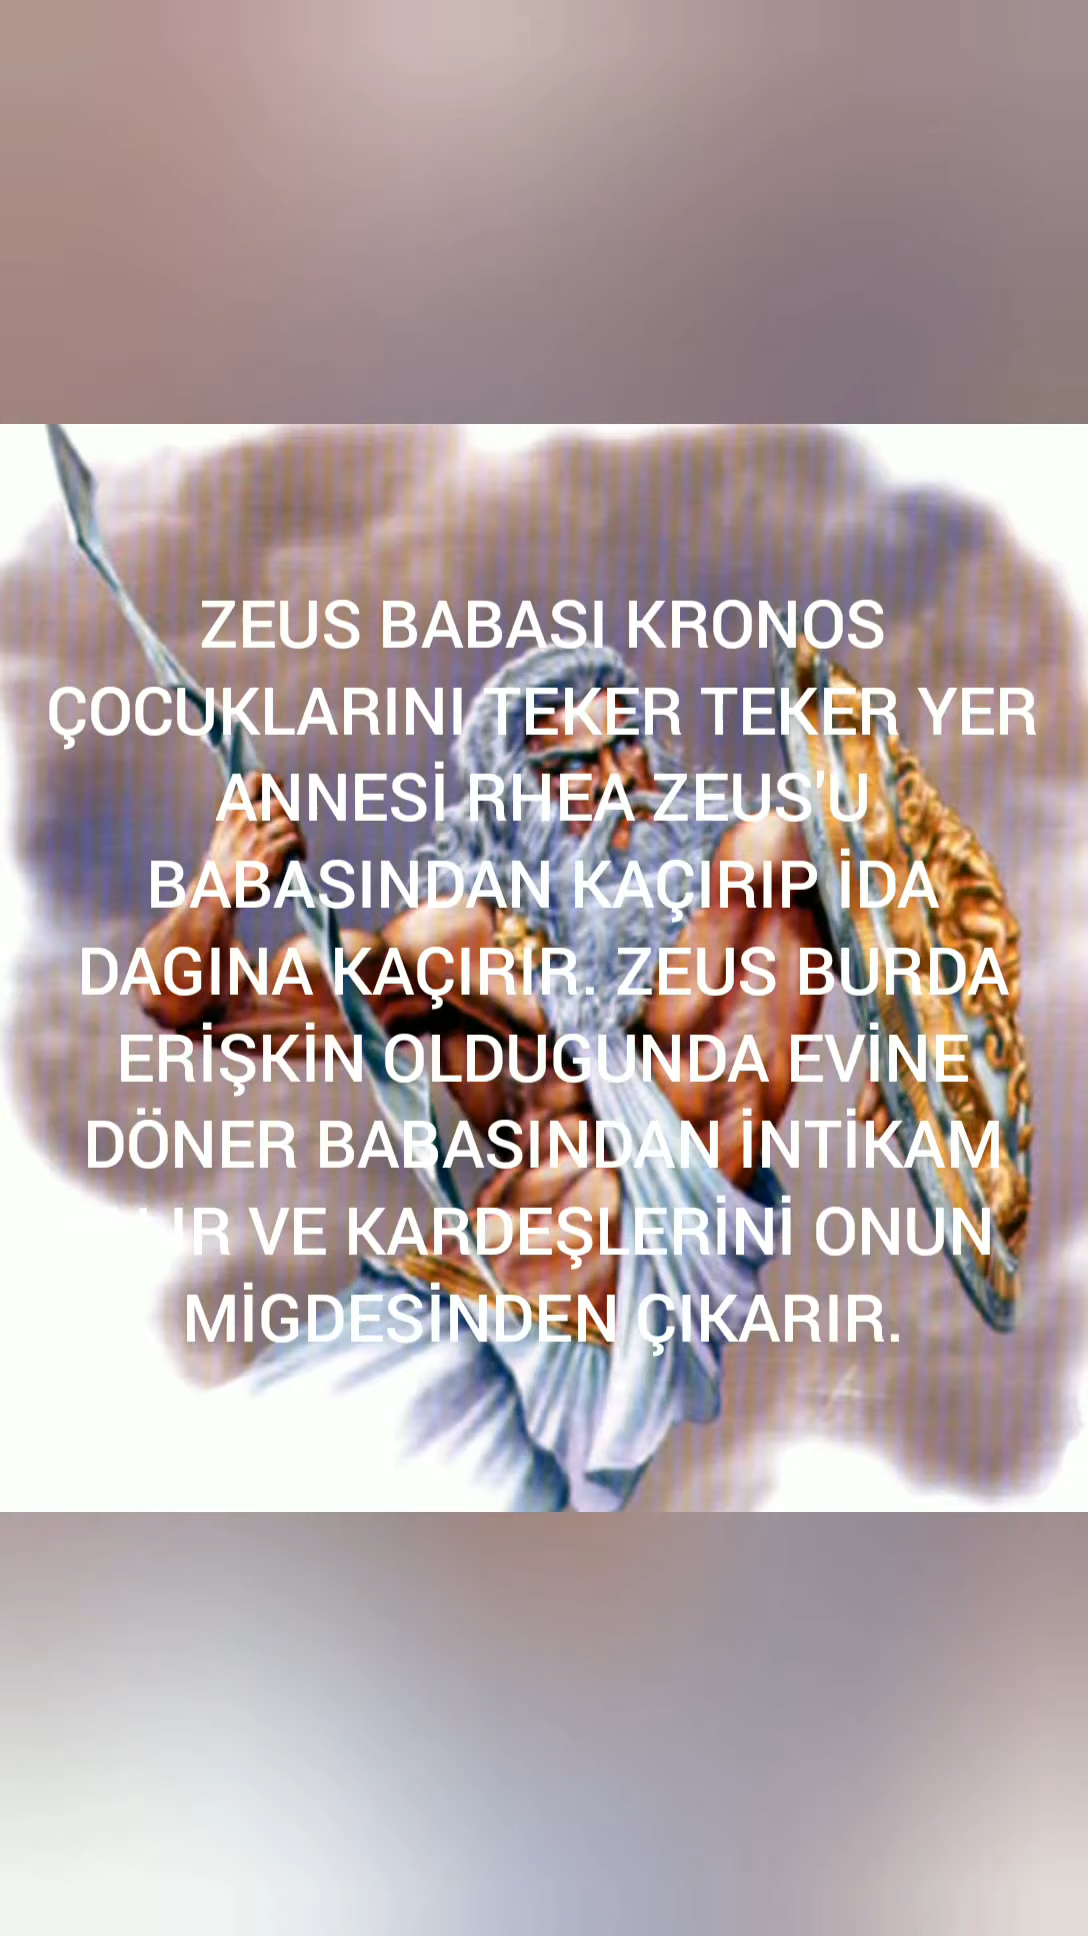 ZEUS BABASI KRONOS
ÇOCUKLARINI TEKER TEKER YER
ANNESİ RHEA ZEUS'U
BABASINDAN KAÇIRIP İDA
DAGINA KAÇIRIR. ZEUS BURDA
ERİŞKİN OLDUGUNDA EVİNE
DÖNER BABASINDAN İNTİKAM
VE KARDEŞLERİNİ ONUN
MİGDESİNDEN ÇIKARIR.